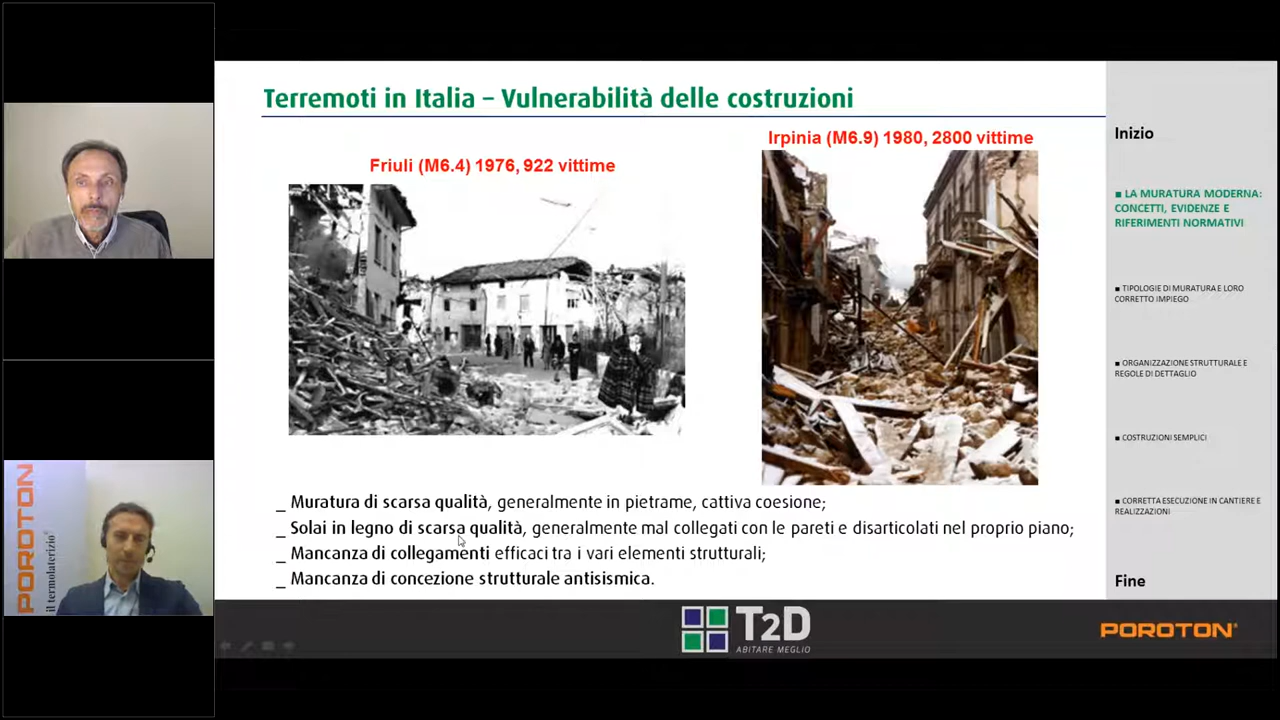 Terremoti in Italia – Vulnerabilità delle costruzioni
Friuli (M6.4) 1976, 922 vittime
Irpinia (M6.9) 1980, 2800 vittime
_ Muratura di scarsa qualità, generalmente in pietrame, cattiva coesione;
_ Solai in legno di scarsa qualità, generalmente mal collegati con le pareti e disarticolati nel proprio piano;
_ Mancanza di collegamenti efficaci tra i vari elementi strutturali;
_ Mancanza di concezione strutturale antisismica.
Inizio
■ LA MURATURA MODERNA:
CONCETTI, EVIDENZE E
RIFERIMENTI NORMATIVI
■ TIPOLOGIE DI MURATURA E LORO
CORRETTO IMPIEGO
■ ORGANIZZAZIONE STRUTTURALE E
REGOLE DI DETTAGLIO
■ COSTRUZIONI SEMPLICI
■ CORRETTA ESECUZIONE IN CANTIERE E
REALIZZAZIONI
Fine
T2D
ABITARE MEGLIO
POROTON®
POROTON
il termolaterizio®